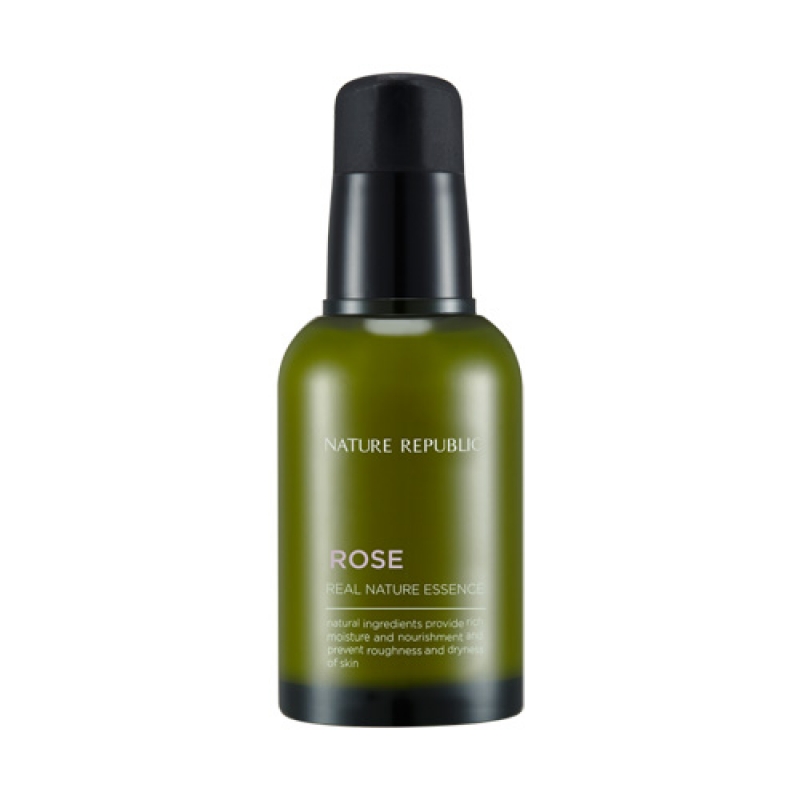 NATURE REPUBLIC
ROSE
REAL NATURE ESSENCE
natural ingredients provide rich
moisture and nourishment and
prevent roughness and dryness
of skin